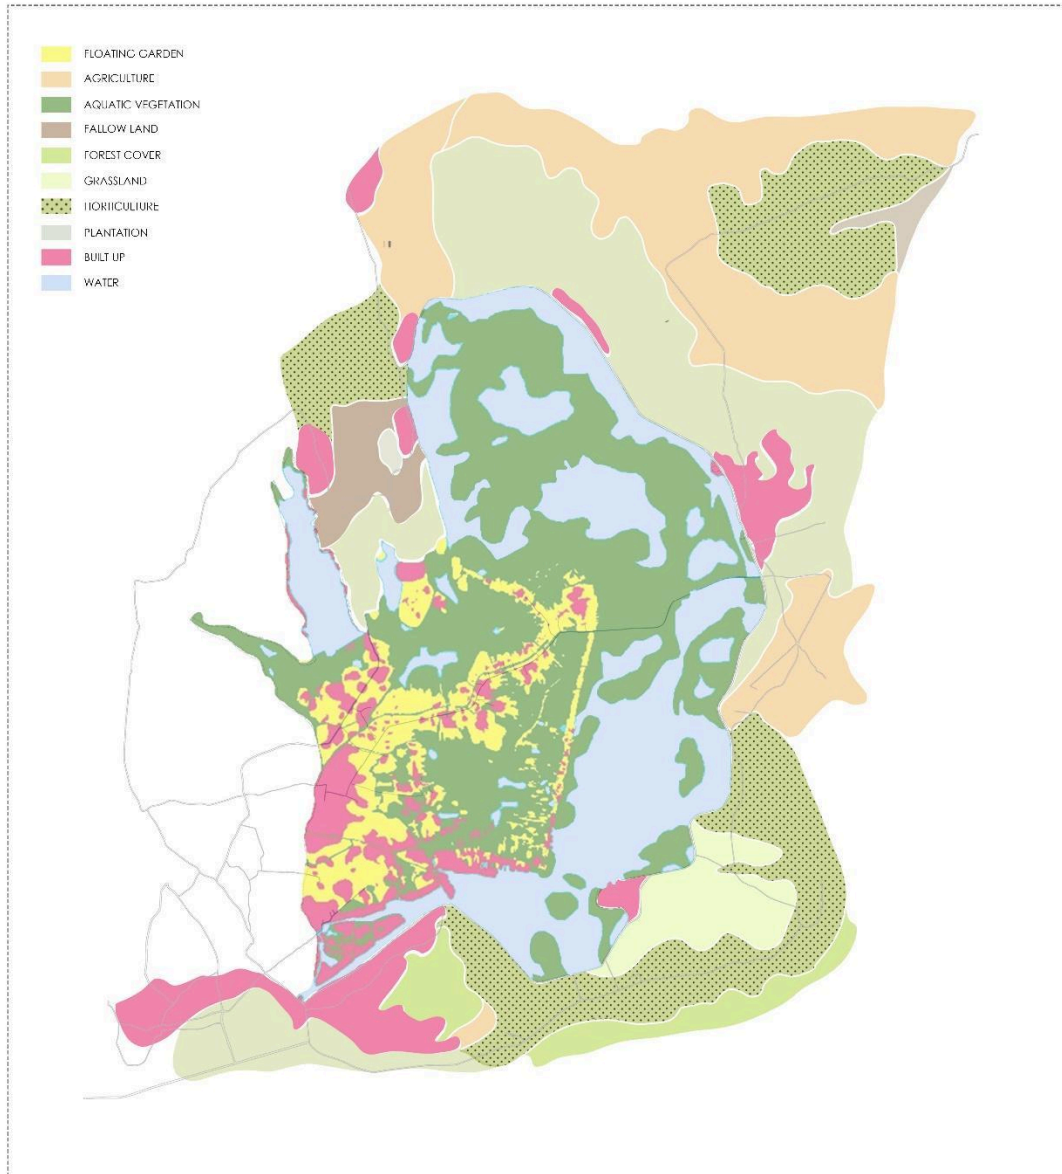 FLOATING GARDEN
AGRICULTURE
AQUATIC VEGETATION
FALLOW LAND
FOREST COVER
GRASSLAND
HORTICULTURE
PLANTATION
BUILT UP
WATER